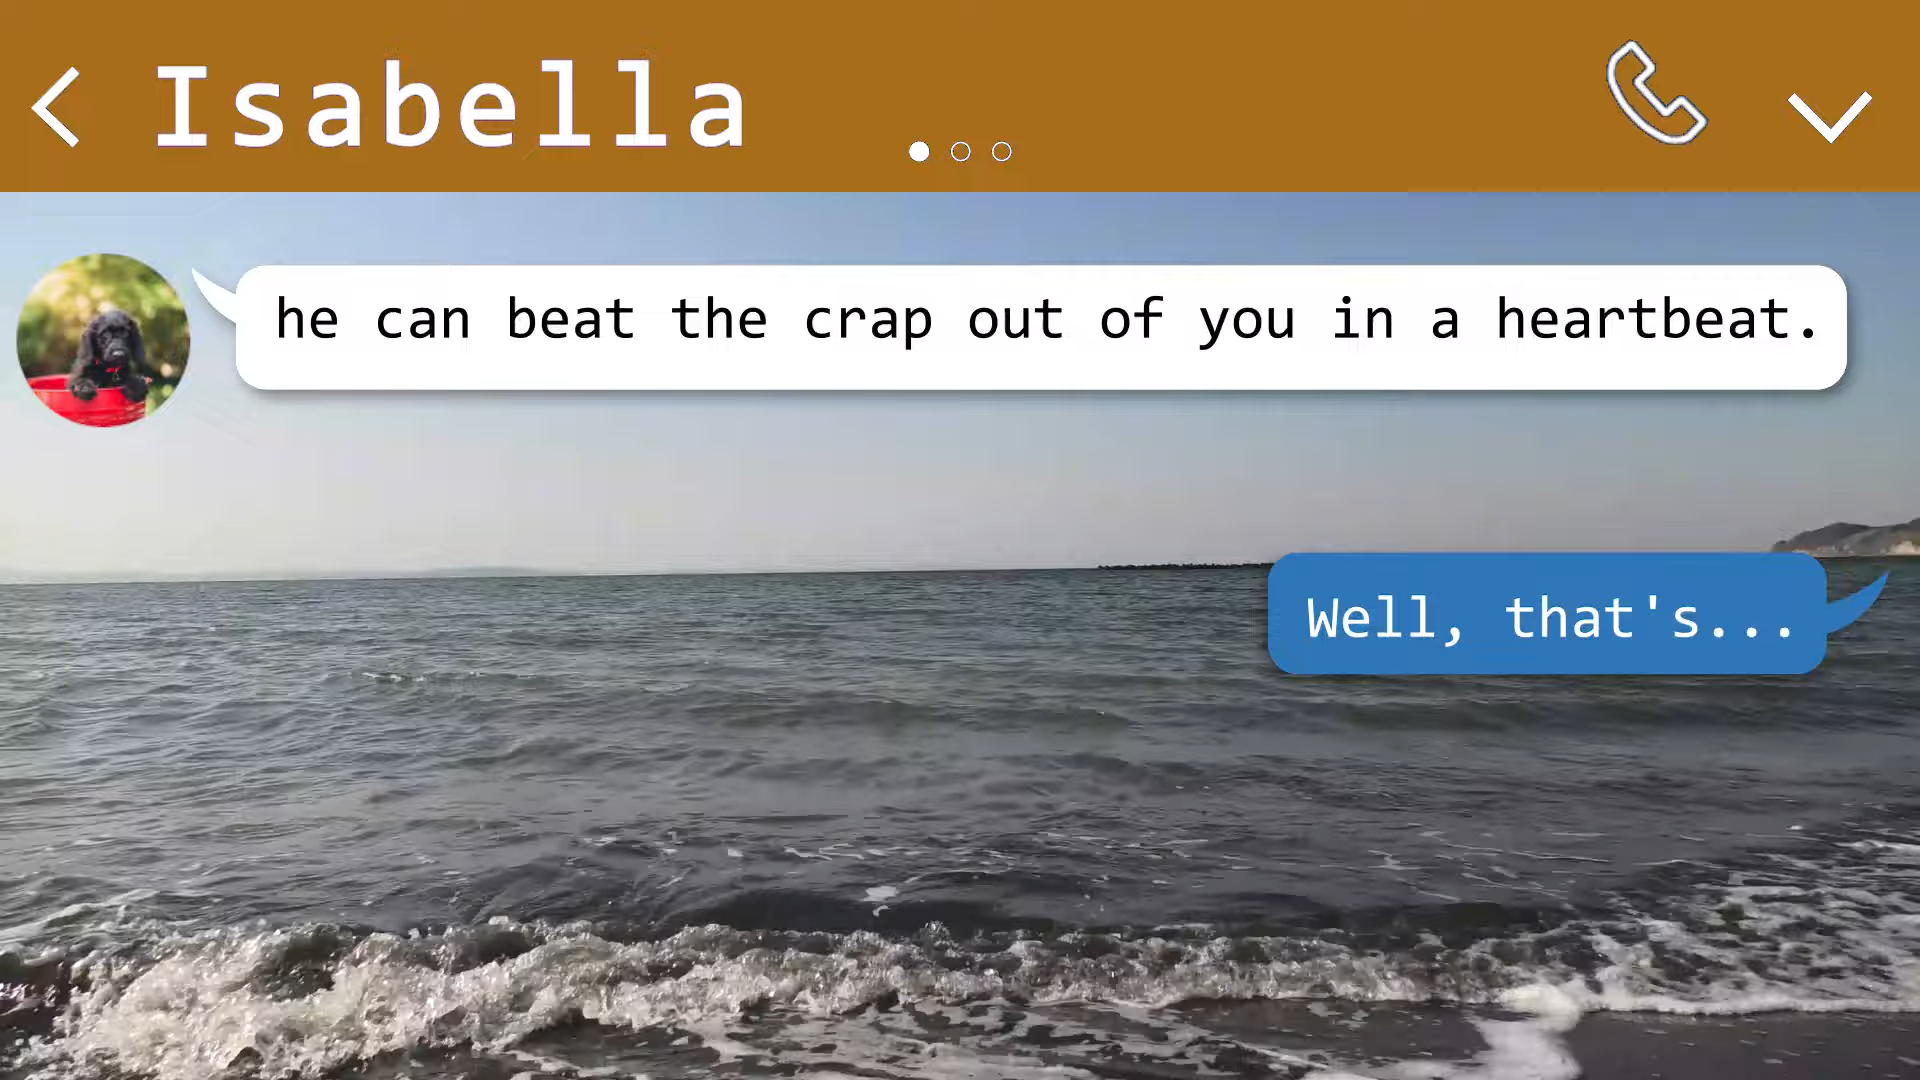 Isabella
he can beat the crap out of you in a heartbeat.
Well, that's...